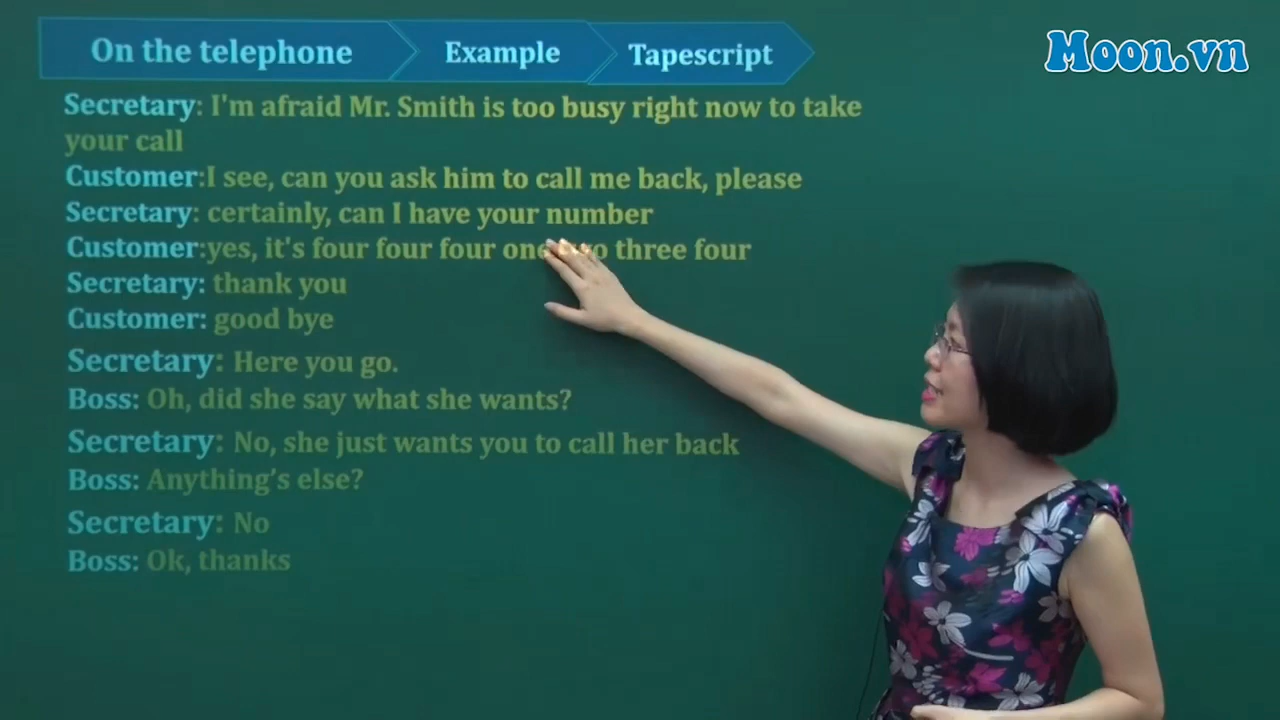 On the telephone Example Tapescript
Moon.vn
Secretary: I'm afraid Mr. Smith is too busy right now to take
your call
Customer:I see, can you ask him to call me back, please
Secretary: certainly, can I have your number
Customer:yes, it's four four four one two three four
Secretary: thank you
Customer: good bye
Secretary: Here you go.
Boss: Oh, did she say what she wants?
Secretary: No, she just wants you to call her back
Boss: Anything's else?
Secretary: No
Boss: Ok, thanks